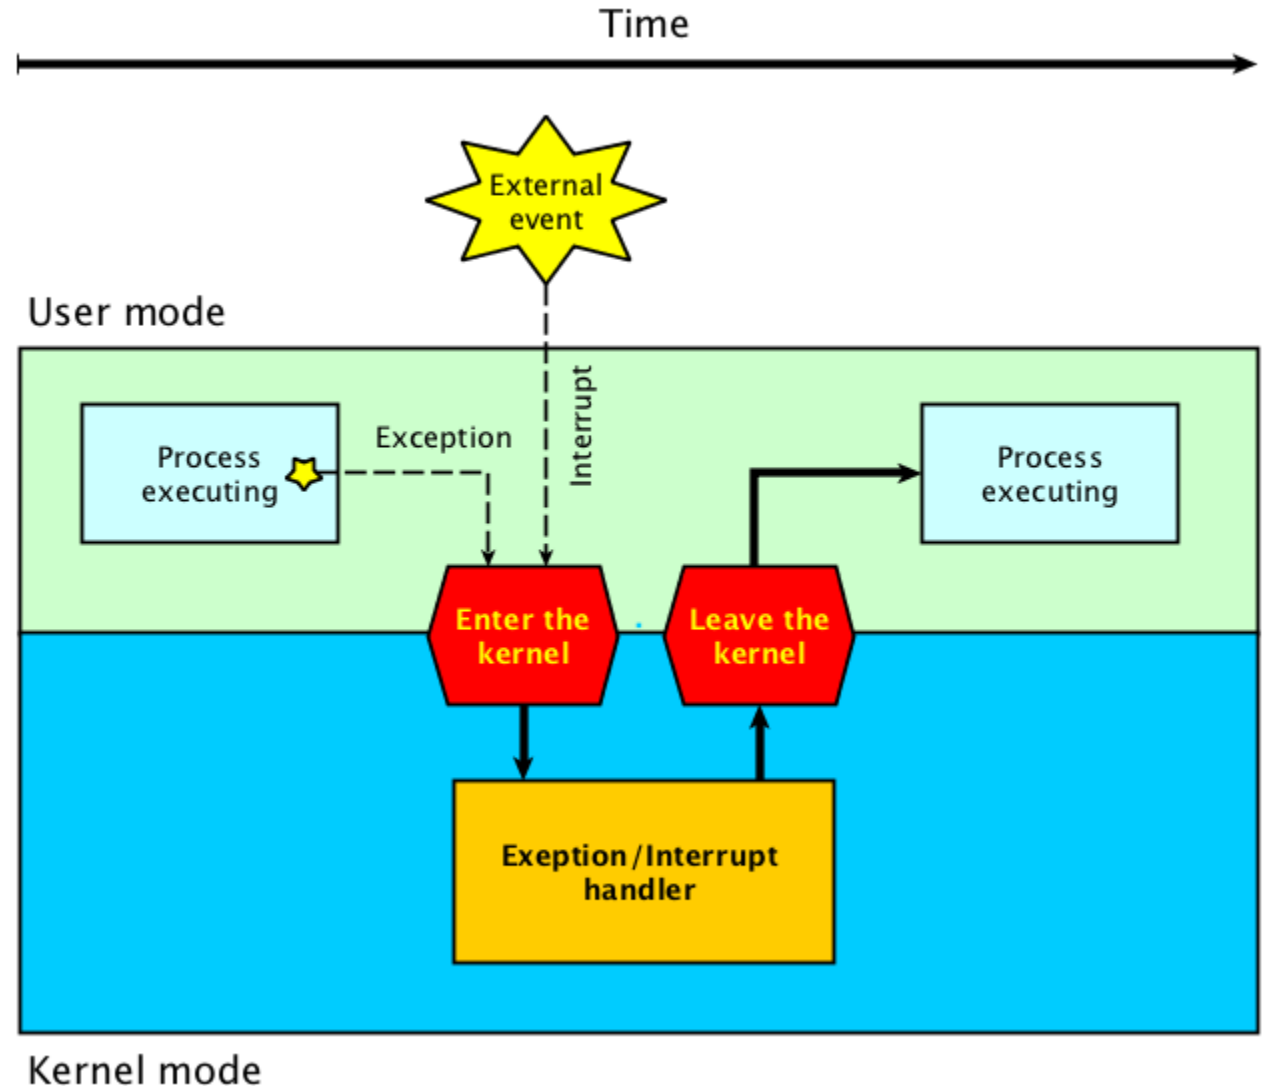 Time
External
event
User mode
Interrupt
Exception
Process
executing
Process
executing
Enter the
kernel
Leave the
kernel
Exeption/Interrupt
handler
Kernel mode